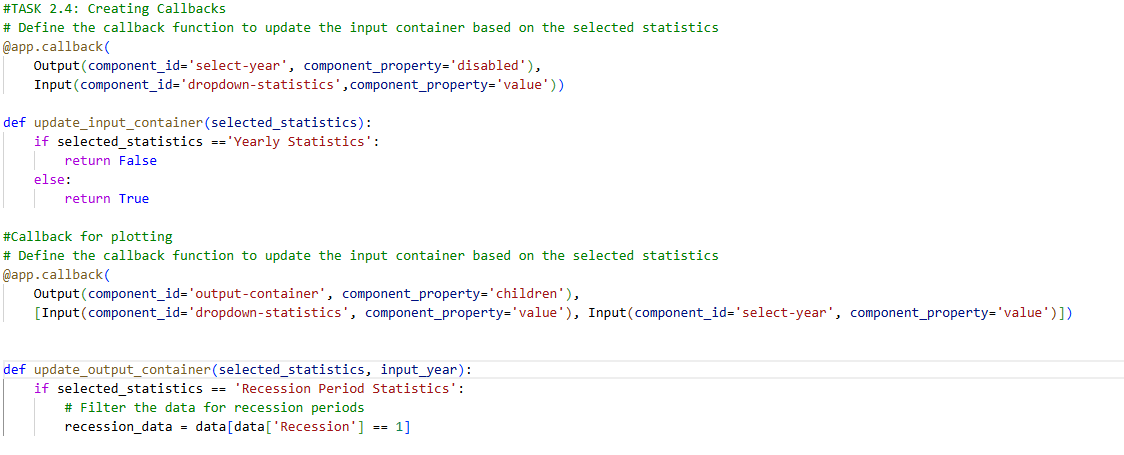 #TASK 2.4: Creating Callbacks
# Define the callback function to update the input container based on the selected statistics
@app.callback(
    Output(component_id='select-year', component_property='disabled'),
    Input(component_id='dropdown-statistics',component_property='value'))

def update_input_container(selected_statistics):
    if selected_statistics =='Yearly Statistics':
        return False
    else:
        return True

#Callback for plotting
# Define the callback function to update the input container based on the selected statistics
@app.callback(
    Output(component_id='output-container', component_property='children'),
    [Input(component_id='dropdown-statistics', component_property='value'), Input(component_id='select-year', component_property='value')])


def update_output_container(selected_statistics, input_year):
    if selected_statistics == 'Recession Period Statistics':
        # Filter the data for recession periods
        recession_data = data[data['Recession'] == 1]